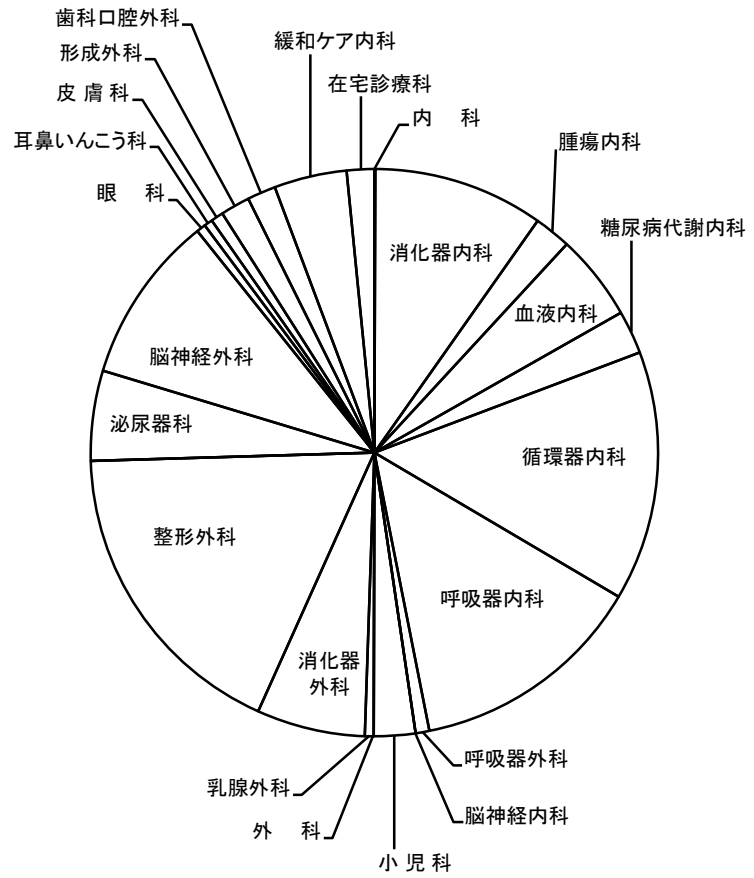 歯科口腔外科
緩和ケア内科
形成外科
在宅診療科
皮 膚 科
内 科
耳鼻いんこう科
腫瘍内科
眼 科
糖尿病代謝内科
消化器内科
血液内科
脳神経外科
泌尿器科
循環器内科
整形外科
呼吸器内科
消化器
外科
呼吸器外科
乳腺外科
脳神経内科
外 科
小 児 科